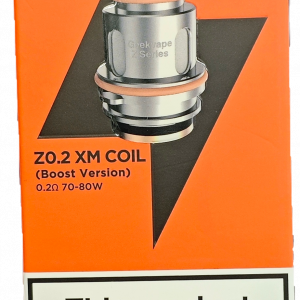 Geekvape
Z Series
Z0.2 XM COIL
(Boost Version)
0.2Ω 70-80W